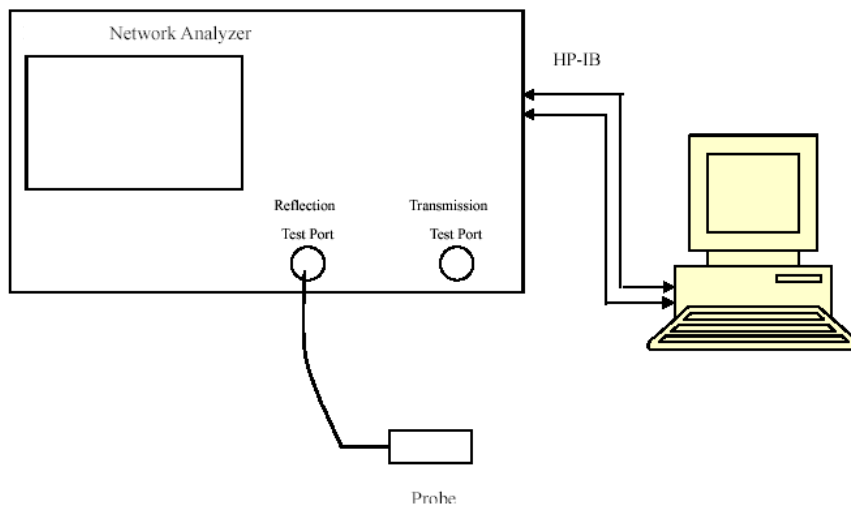 Network Analyzer
HP-IB
Reflection
Test Port
Transmission
Test Port
Probe